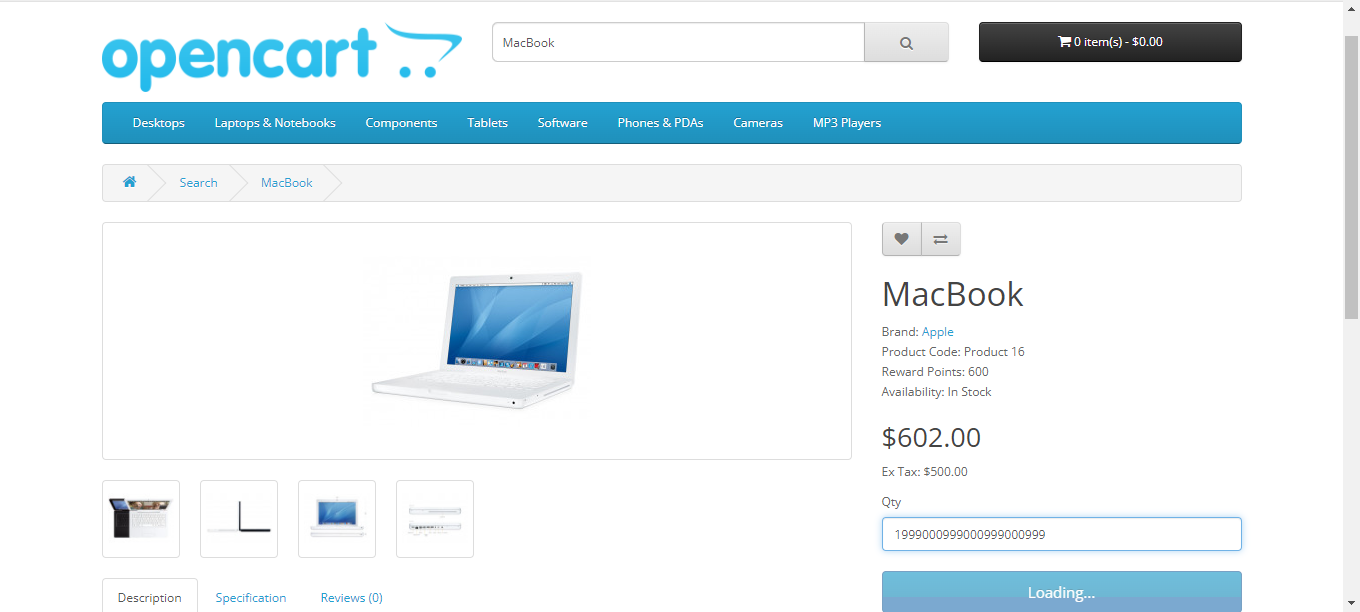 opencart
MacBook
0 item(s) - $0.00
Desktops Laptops & Notebooks Components Tablets Software Phones & PDAs Cameras MP3 Players
Search MacBook
MacBook
Brand: Apple
Product Code: Product 16
Reward Points: 600
Availability: In Stock
$602.00
Ex Tax: $500.00
Qty
1999000999000999000999
Loading...
Description Specification Reviews (0)